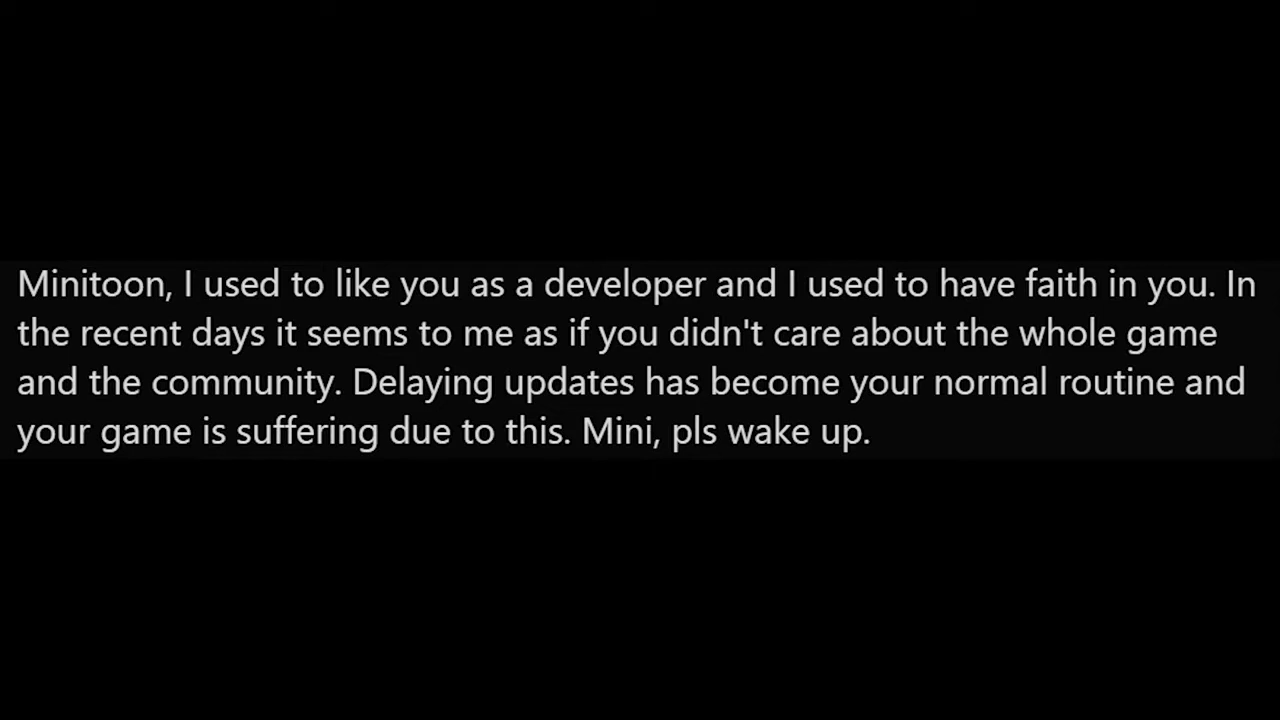 Minitoon, I used to like you as a developer and I used to have faith in you. In
the recent days it seems to me as if you didn't care about the whole game
and the community. Delaying updates has become your normal routine and
your game is suffering due to this. Mini, pls wake up.